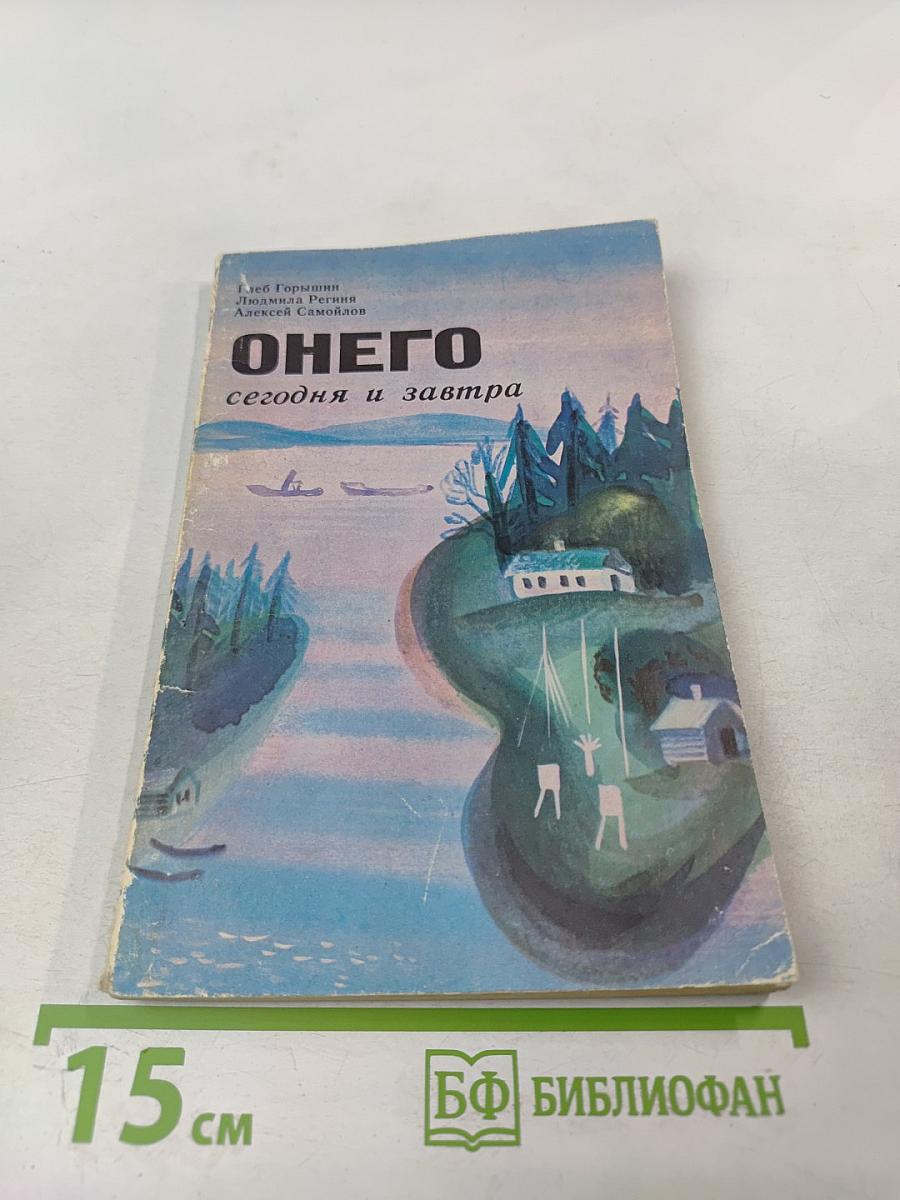 Глеб Горышин
Людмила Региня
Алексей Самойлов
ОНЕГО
сегодня и завтра
15 см
БФ БИБЛИОФАН